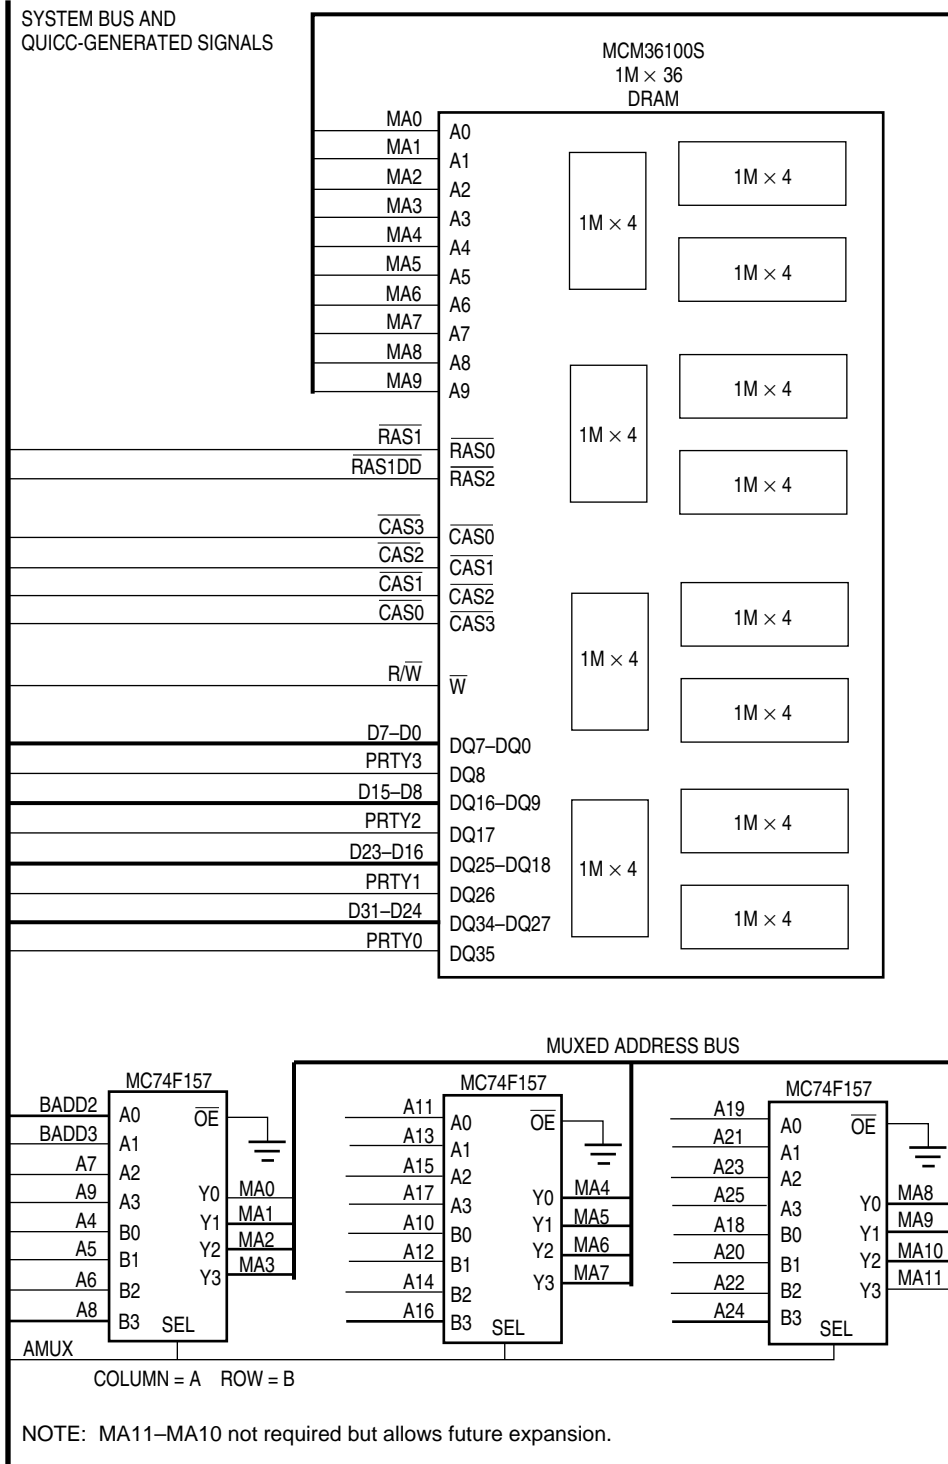 SYSTEM BUS AND
QUICC-GENERATED SIGNALS
MCM36100S
1M × 36
DRAM
MA0 A0
MA1 A1
MA2 A2
MA3 A3
MA4 A4
MA5 A5
MA6 A6
MA7 A7
MA8 A8
MA9 A9
RAS1 RAS0
RAS1DD RAS2
CAS3 CAS0
CAS2 CAS1
CAS1 CAS2
CAS0 CAS3
R/W W
D7–D0 DQ7–DQ0
PRTY3 DQ8
D15–D8 DQ16–DQ9
PRTY2 DQ17
D23–D16 DQ25–DQ18
PRTY1 DQ26
D31–D24 DQ34–DQ27
PRTY0 DQ35
1M × 4
1M × 4
1M × 4
1M × 4
1M × 4
1M × 4
1M × 4
1M × 4
1M × 4
1M × 4
1M × 4
1M × 4
MUXED ADDRESS BUS
MC74F157
BADD2 A0 OE
BADD3 A1
A7 A2
A9 A3 Y0 MA0
A4 B0 Y1 MA1
A5 B1 Y2 MA2
A6 B2 Y3 MA3
A8 B3 SEL
MC74F157
A11 A0 OE
A13 A1
A15 A2
A17 A3 Y0 MA4
A10 B0 Y1 MA5
A12 B1 Y2 MA6
A14 B2 Y3 MA7
A16 B3 SEL
MC74F157
A19 A0 OE
A21 A1
A23 A2
A25 A3 Y0 MA8
A18 B0 Y1 MA9
A20 B1 Y2 MA10
A22 B2 Y3 MA11
A24 B3 SEL
AMUX
COLUMN = A ROW = B
NOTE: MA11–MA10 not required but allows future expansion.